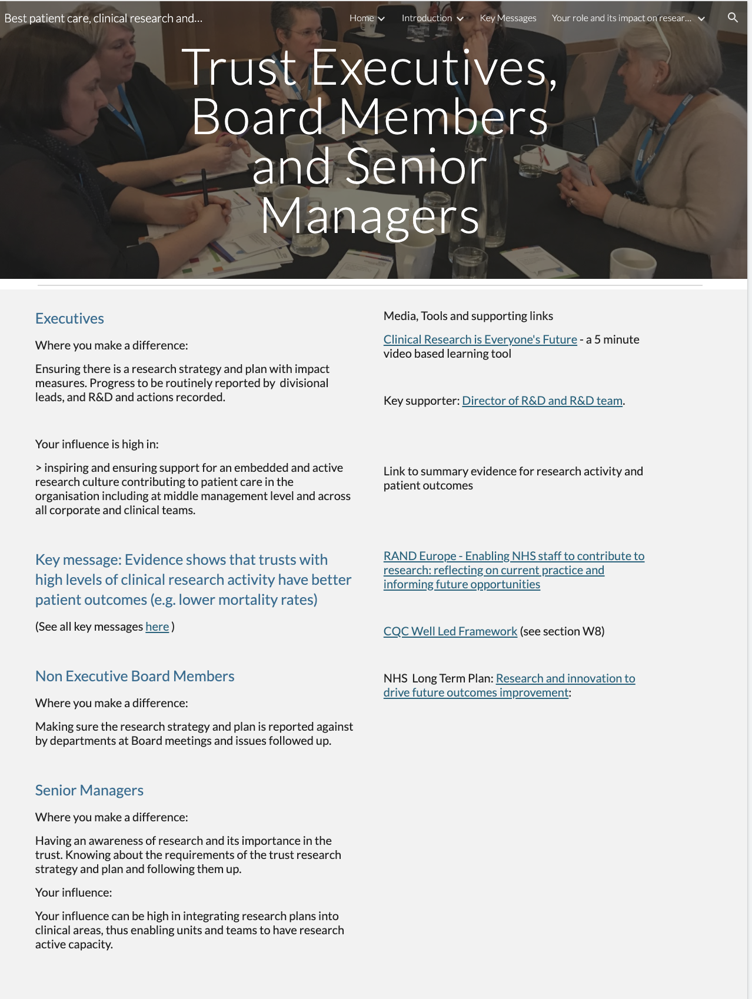 Best patient care, clinical research and...
Home
Introduction
Key Messages
Your role and its impact on resear...
Trust Executives,
Board Members
and Senior
Managers
Executives
Where you make a difference:
Ensuring there is a research strategy and plan with impact
measures. Progress to be routinely reported by  divisional
leads, and R&D and actions recorded.
Your influence is high in:
> inspiring and ensuring support for an embedded and active
research culture contributing to patient care in the
organisation including at middle management level and across
all corporate and clinical teams.
Key message: Evidence shows that trusts with
high levels of clinical research activity have better
patient outcomes (e.g. lower mortality rates)
(See all key messages here )
Non Executive Board Members
Where you make a difference:
Making sure the research strategy and plan is reported against
by departments at Board meetings and issues followed up.
Senior Managers
Where you make a difference:
Having an awareness of research and its importance in the
trust. Knowing about the requirements of the trust research
strategy and plan and following them up.
Your influence:
Your influence can be high in integrating research plans into
clinical areas, thus enabling units and teams to have research
active capacity.
Media, Tools and supporting links
Clinical Research is Everyone's Future - a 5 minute
video based learning tool
Key supporter: Director of R&D and R&D team.
Link to summary evidence for research activity and
patient outcomes
RAND Europe - Enabling NHS staff to contribute to
research: reflecting on current practice and
informing future opportunities
CQC Well Led Framework (see section W8)
NHS  Long Term Plan: Research and innovation to
drive future outcomes improvement: